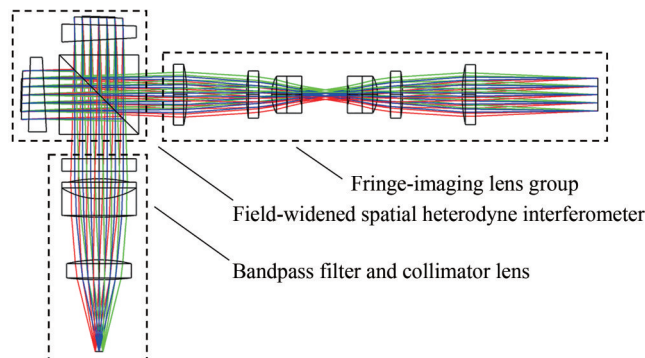 Fringe-imaging lens group
Field-widened spatial heterodyne interferometer
Bandpass filter and collimator lens